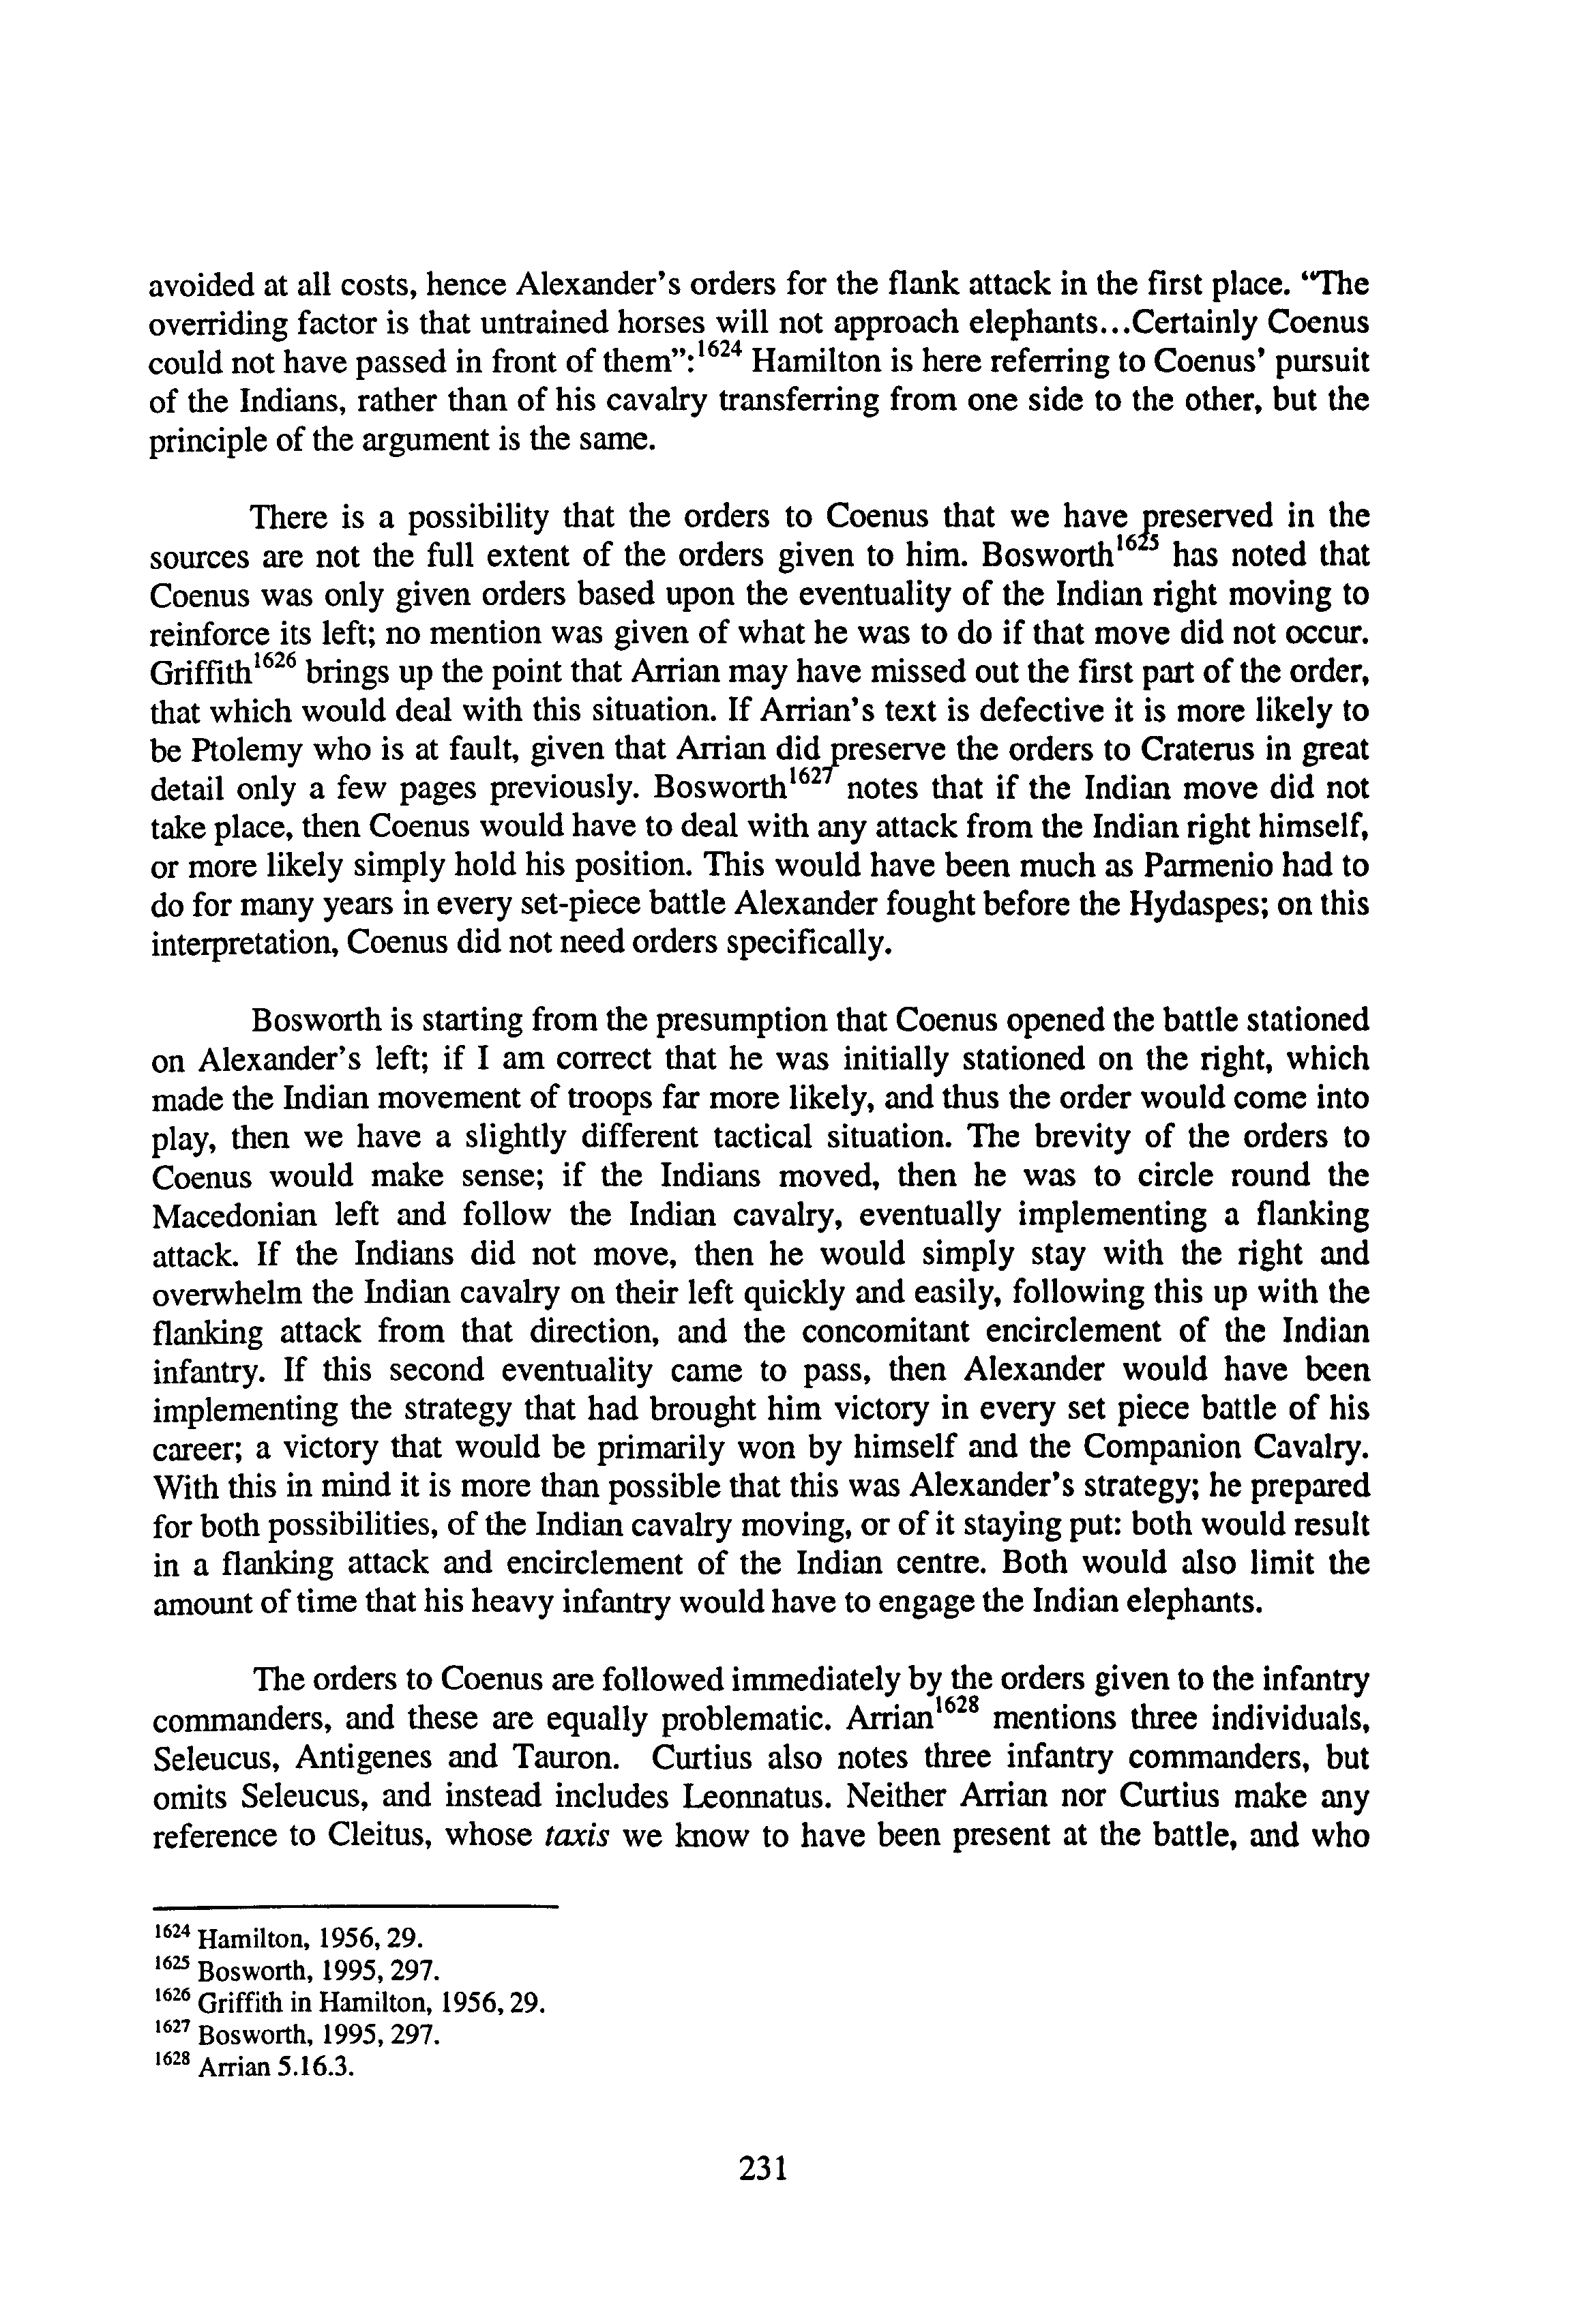 avoided at all costs, hence Alexander's orders for the flank attack in the first place. “The
overriding factor is that untrained horses will not approach elephants...Certainly Coenus
could not have passed in front of them”:1624 Hamilton is here referring to Coenus' pursuit
of the Indians, rather than of his cavalry transferring from one side to the other, but the
principle of the argument is the same.
There is a possibility that the orders to Coenus that we have preserved in the
sources are not the full extent of the orders given to him. Bosworth1625 has noted that
Coenus was only given orders based upon the eventuality of the Indian right moving to
reinforce its left; no mention was given of what he was to do if that move did not occur.
Griffith1626 brings up the point that Arrian may have missed out the first part of the order,
that which would deal with this situation. If Arrian's text is defective it is more likely to
be Ptolemy who is at fault, given that Arrian did preserve the orders to Craterus in great
detail only a few pages previously. Bosworth1627 notes that if the Indian move did not
take place, then Coenus would have to deal with any attack from the Indian right himself,
or more likely simply hold his position. This would have been much as Parmenio had to
do for many years in every set-piece battle Alexander fought before the Hydaspes; on this
interpretation, Coenus did not need orders specifically.
Bosworth is starting from the presumption that Coenus opened the battle stationed
on Alexander's left; if I am correct that he was initially stationed on the right, which
made the Indian movement of troops far more likely, and thus the order would come into
play, then we have a slightly different tactical situation. The brevity of the orders to
Coenus would make sense; if the Indians moved, then he was to circle round the
Macedonian left and follow the Indian cavalry, eventually implementing a flanking
attack. If the Indians did not move, then he would simply stay with the right and
overwhelm the Indian cavalry on their left quickly and easily, following this up with the
flanking attack from that direction, and the concomitant encirclement of the Indian
infantry. If this second eventuality came to pass, then Alexander would have been
implementing the strategy that had brought him victory in every set piece battle of his
career; a victory that would be primarily won by himself and the Companion Cavalry.
With this in mind it is more than possible that this was Alexander's strategy; he prepared
for both possibilities, of the Indian cavalry moving, or of it staying put: both would result
in a flanking attack and encirclement of the Indian centre. Both would also limit the
amount of time that his heavy infantry would have to engage the Indian elephants.
The orders to Coenus are followed immediately by the orders given to the infantry
commanders, and these are equally problematic. Arrian1628 mentions three individuals,
Seleucus, Antigenes and Tauron. Curtius also notes three infantry commanders, but
omits Seleucus, and instead includes Leonnatus. Neither Arrian nor Curtius make any
reference to Cleitus, whose taxis we know to have been present at the battle, and who
1624 Hamilton, 1956, 29.
1625 Bosworth, 1995, 297.
1626 Griffith in Hamilton, 1956, 29.
1627 Bosworth, 1995, 297.
1628 Arrian 5.16.3.
231